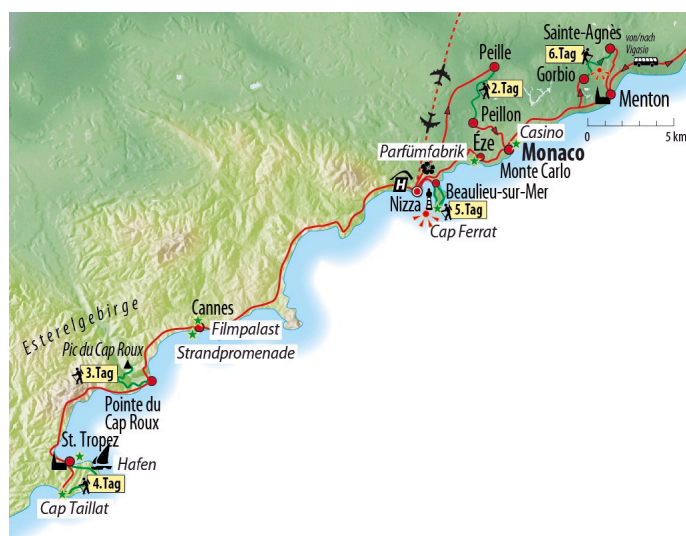 Sainte-Agnès
von/nach
Vigasio
6.Tag
Peille
Gorbio
2.Tag
Menton
Peillon
Casino
0
5 km
Èze
Parfümfabrik
Monaco
Monte Carlo
H
Beaulieu-sur-Mer
Nizza
5.Tag
Cap Ferrat
Esterelgebirge
Cannes
Filmpalast
Pic du Cap Roux
Strandpromenade
3.Tag
Pointe du
Cap Roux
St. Tropez
Hafen
4.Tag
Cap Taillat